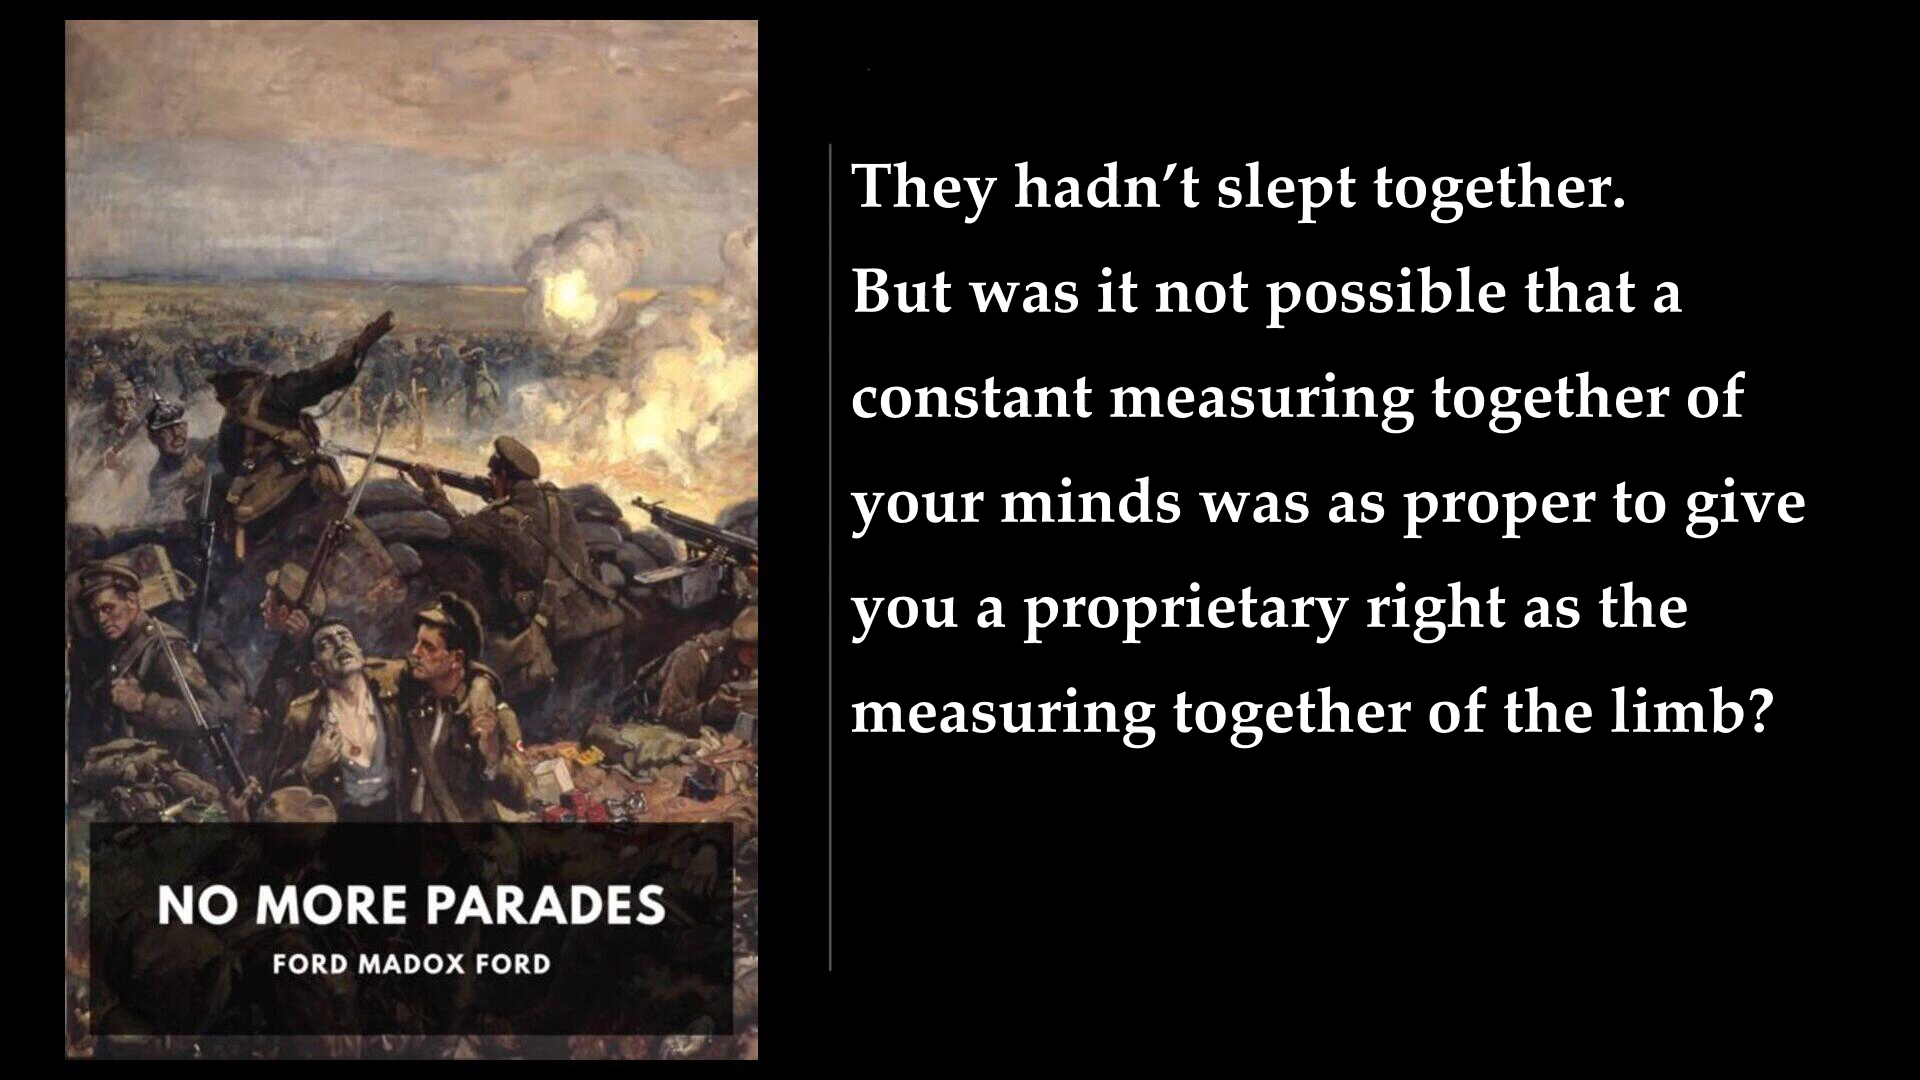 NO MORE PARADES
FORD MADOX FORD
They hadn’t slept together.
But was it not possible that a
constant measuring together of
your minds was as proper to give
you a proprietary right as the
measuring together of the limb?